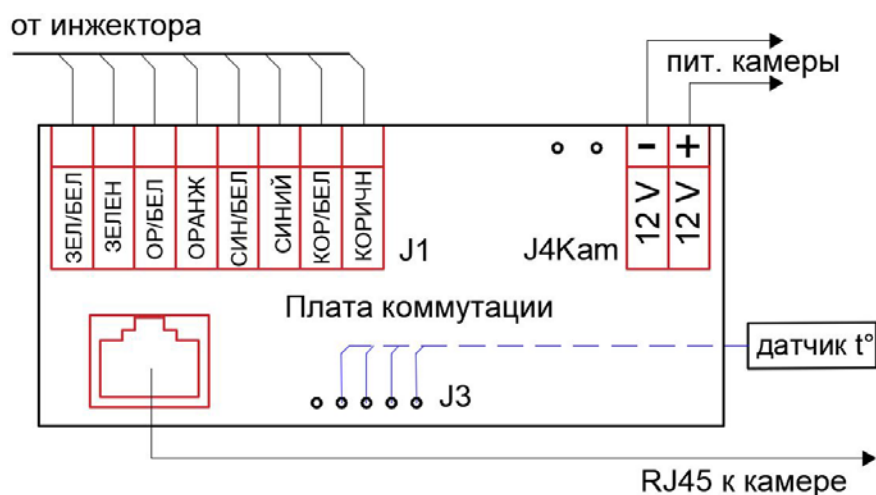 от инжектора
пит. камеры
ЗЕЛ/БЕЛ
ЗЕЛЕН
ОР/БЕЛ
ОРАНЖ
СИН/БЕЛ
СИНИЙ
КОР/БЕЛ
КОРИЧН
J1
J4Kam
- +
12 V
12 V
Плата коммутации
датчик t°
J3
RJ45 к камере